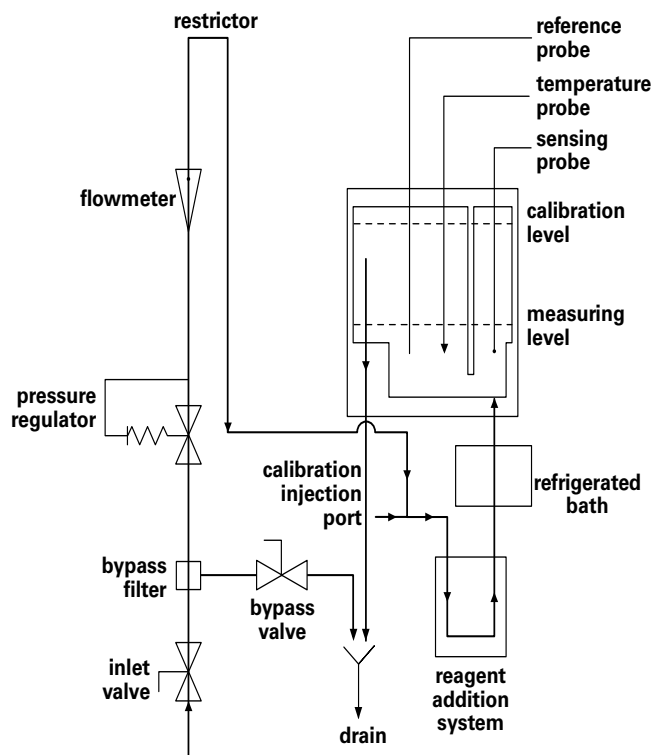 restrictor
reference
probe
temperature
probe
sensing
probe
flowmeter
calibration
level
measuring
level
pressure
regulator
calibration
injection
port
refrigerated
bath
bypass
filter
bypass
valve
inlet
valve
reagent
addition
system
drain